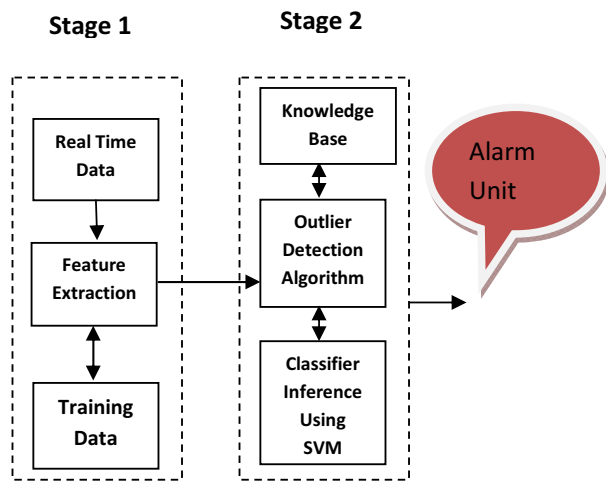 Stage 1
Real Time
Data
Feature
Extraction
Training
Data
Stage 2
Knowledge
Base
Outlier
Detection
Algorithm
Classifier
Inference
Using
SVM
Alarm
Unit